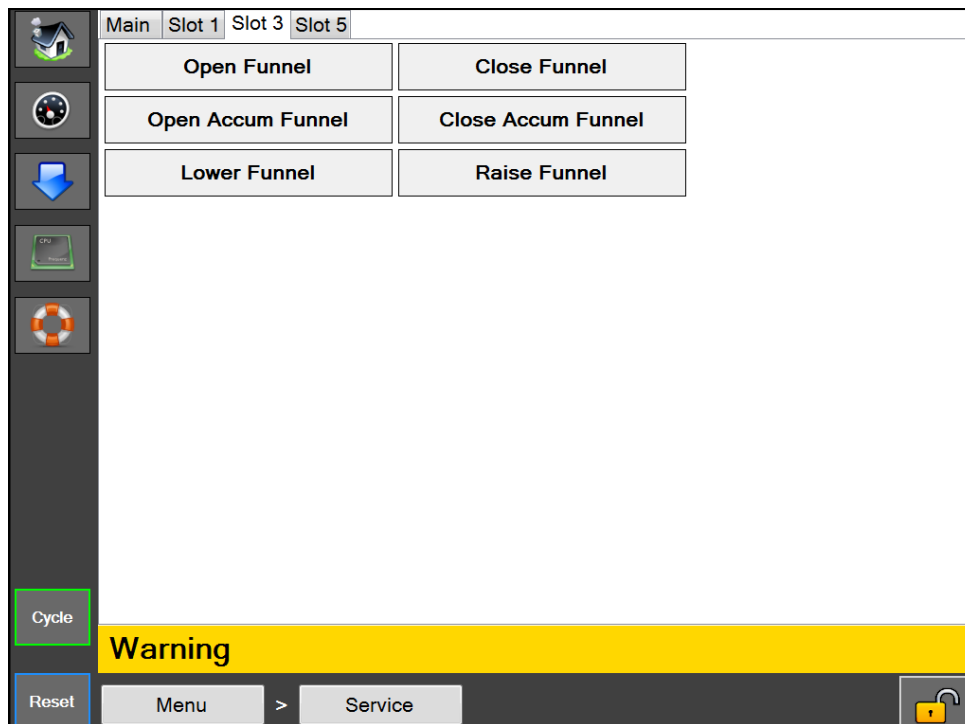 Main Slot 1 Slot 3 Slot 5
Open Funnel Close Funnel
Open Accum Funnel Close Accum Funnel
Lower Funnel Raise Funnel
CPU
Cycle
Warning
Reset Menu > Service